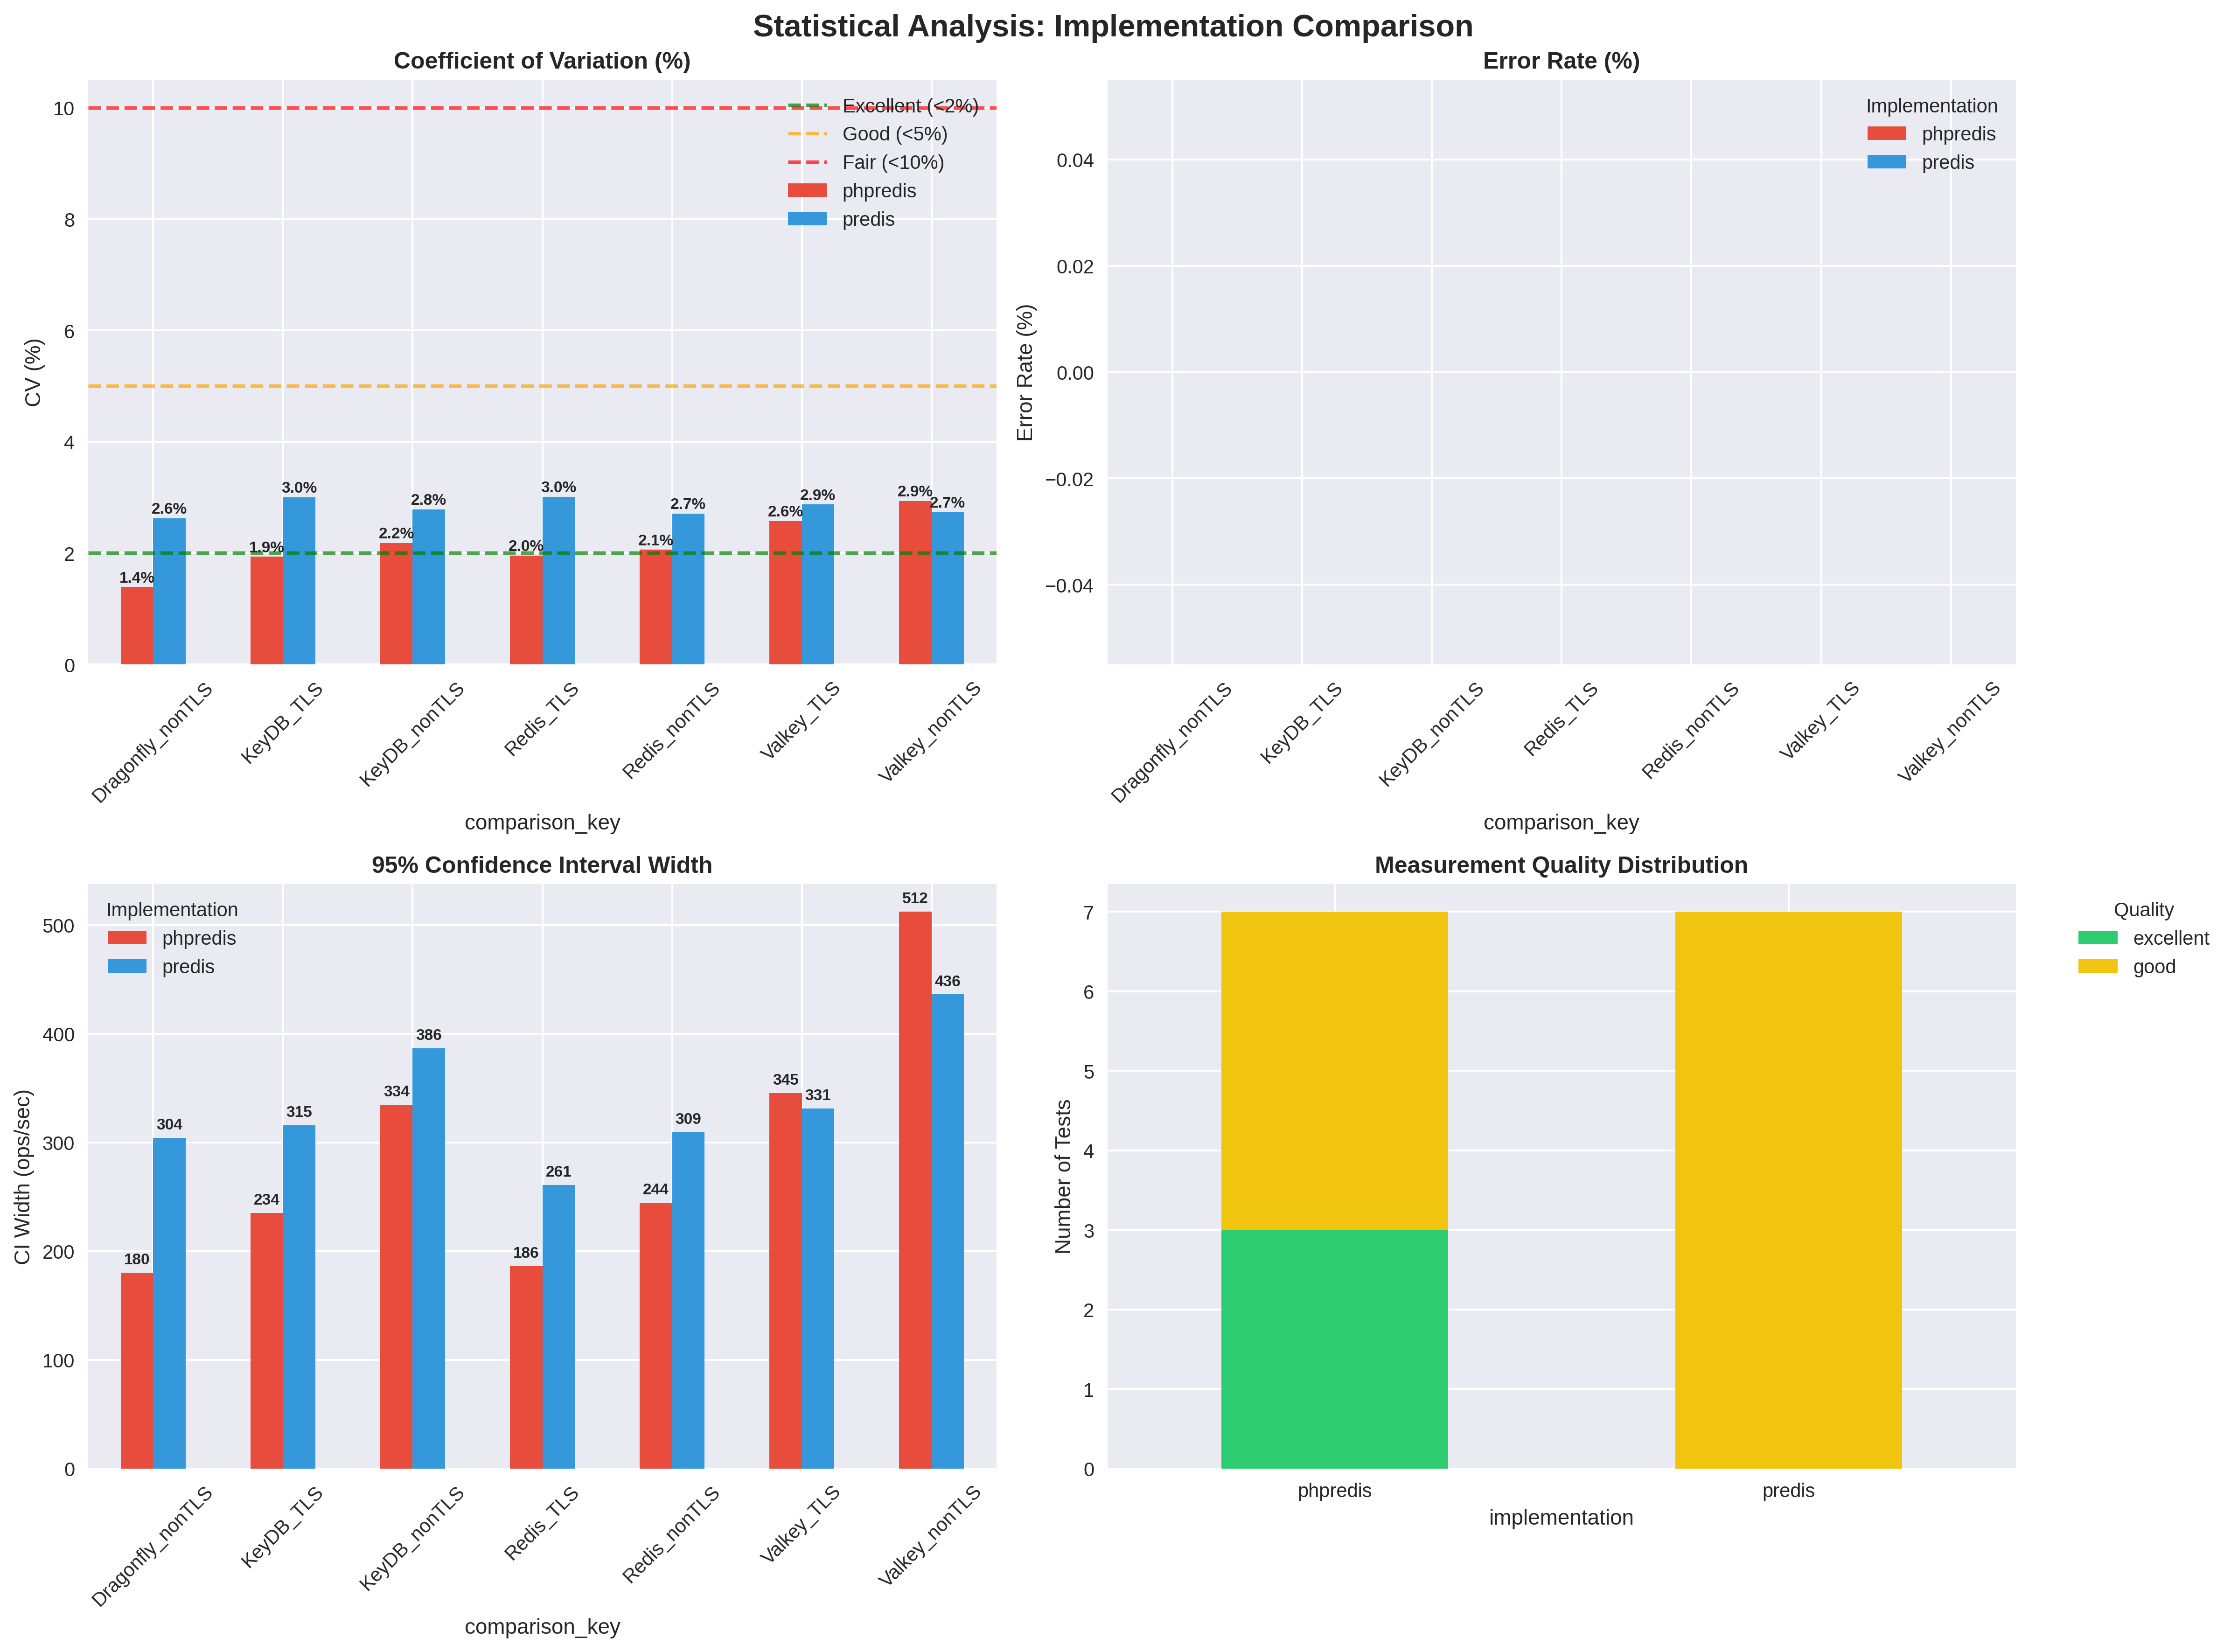 Statistical Analysis: Implementation Comparison
Coefficient of Variation (%)
CV (%)
10
8
6
4
2
0
Excellent (<2%)
Good (<5%)
Fair (<10%)
phpredis
predis
1.4%
2.6%
1.9%
3.0%
2.2%
2.8%
2.0%
3.0%
2.1%
2.7%
2.6%
2.9%
2.9%
2.7%
Dragonfly_nonTLS
KeyDB_TLS
KeyDB_nonTLS
Redis_TLS
Redis_nonTLS
Valkey_TLS
Valkey_nonTLS
comparison_key
Error Rate (%)
Error Rate (%)
0.04
0.02
0.00
−0.02
−0.04
Implementation
phpredis
predis
Dragonfly_nonTLS
KeyDB_TLS
KeyDB_nonTLS
Redis_TLS
Redis_nonTLS
Valkey_TLS
Valkey_nonTLS
comparison_key
95% Confidence Interval Width
CI Width (ops/sec)
500
400
300
200
100
0
Implementation
phpredis
predis
180
304
234
315
334
386
186
261
244
309
345
331
512
436
Dragonfly_nonTLS
KeyDB_TLS
KeyDB_nonTLS
Redis_TLS
Redis_nonTLS
Valkey_TLS
Valkey_nonTLS
comparison_key
Measurement Quality Distribution
Number of Tests
7
6
5
4
3
2
1
0
phpredis
predis
implementation
Quality
excellent
good